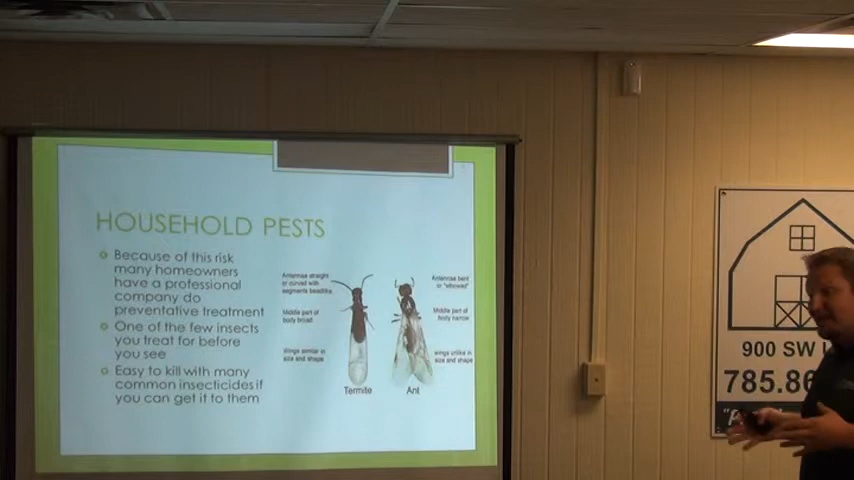 HOUSEHOLD PESTS
Because of this risk
many homeowners
have a professional
company do
preventative treatment
One of the few insects
you treat for before
you see
Easy to kill with many
common insecticides if
you can get it to them
Antennae straight
or curved with
segments beadlike
Middle part of
body broad
Wings similar in
size and shape
Termite
Antennae bent
or "elbowed"
Middle part of
body narrow
wings unlike in
size and shape
Ant
900 SW
785.86